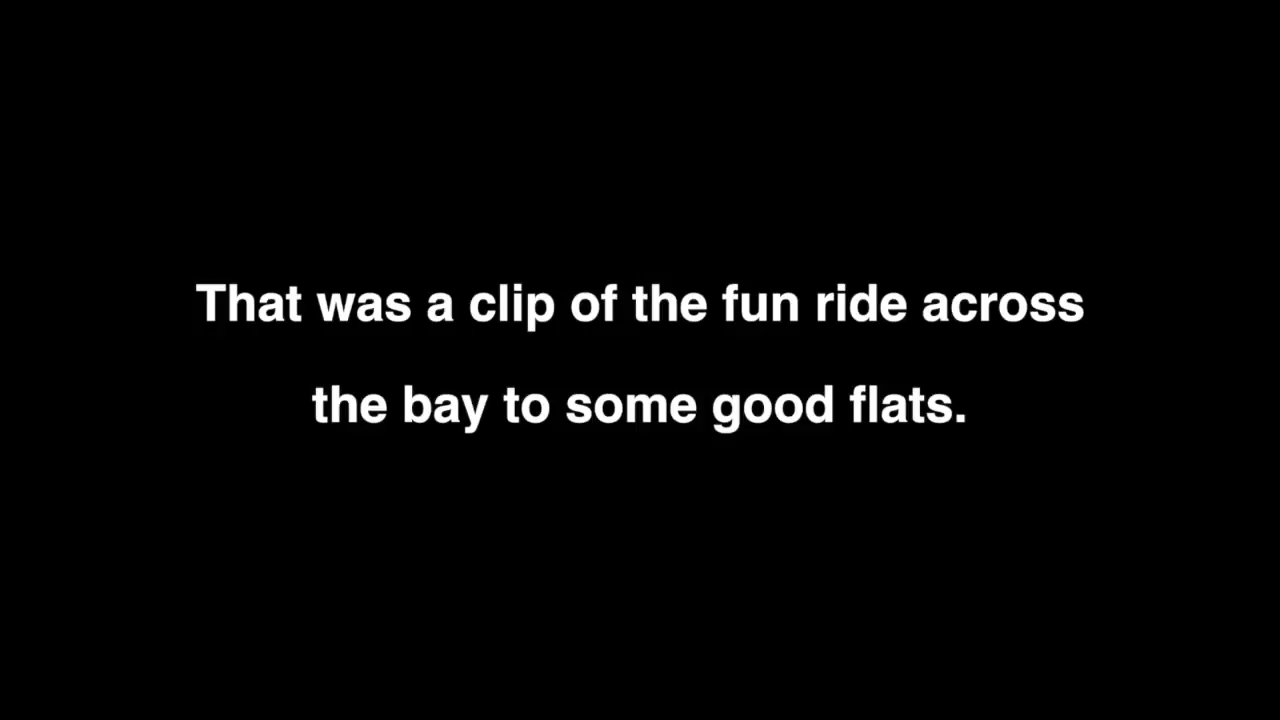 That was a clip of the fun ride across
the bay to some good flats.